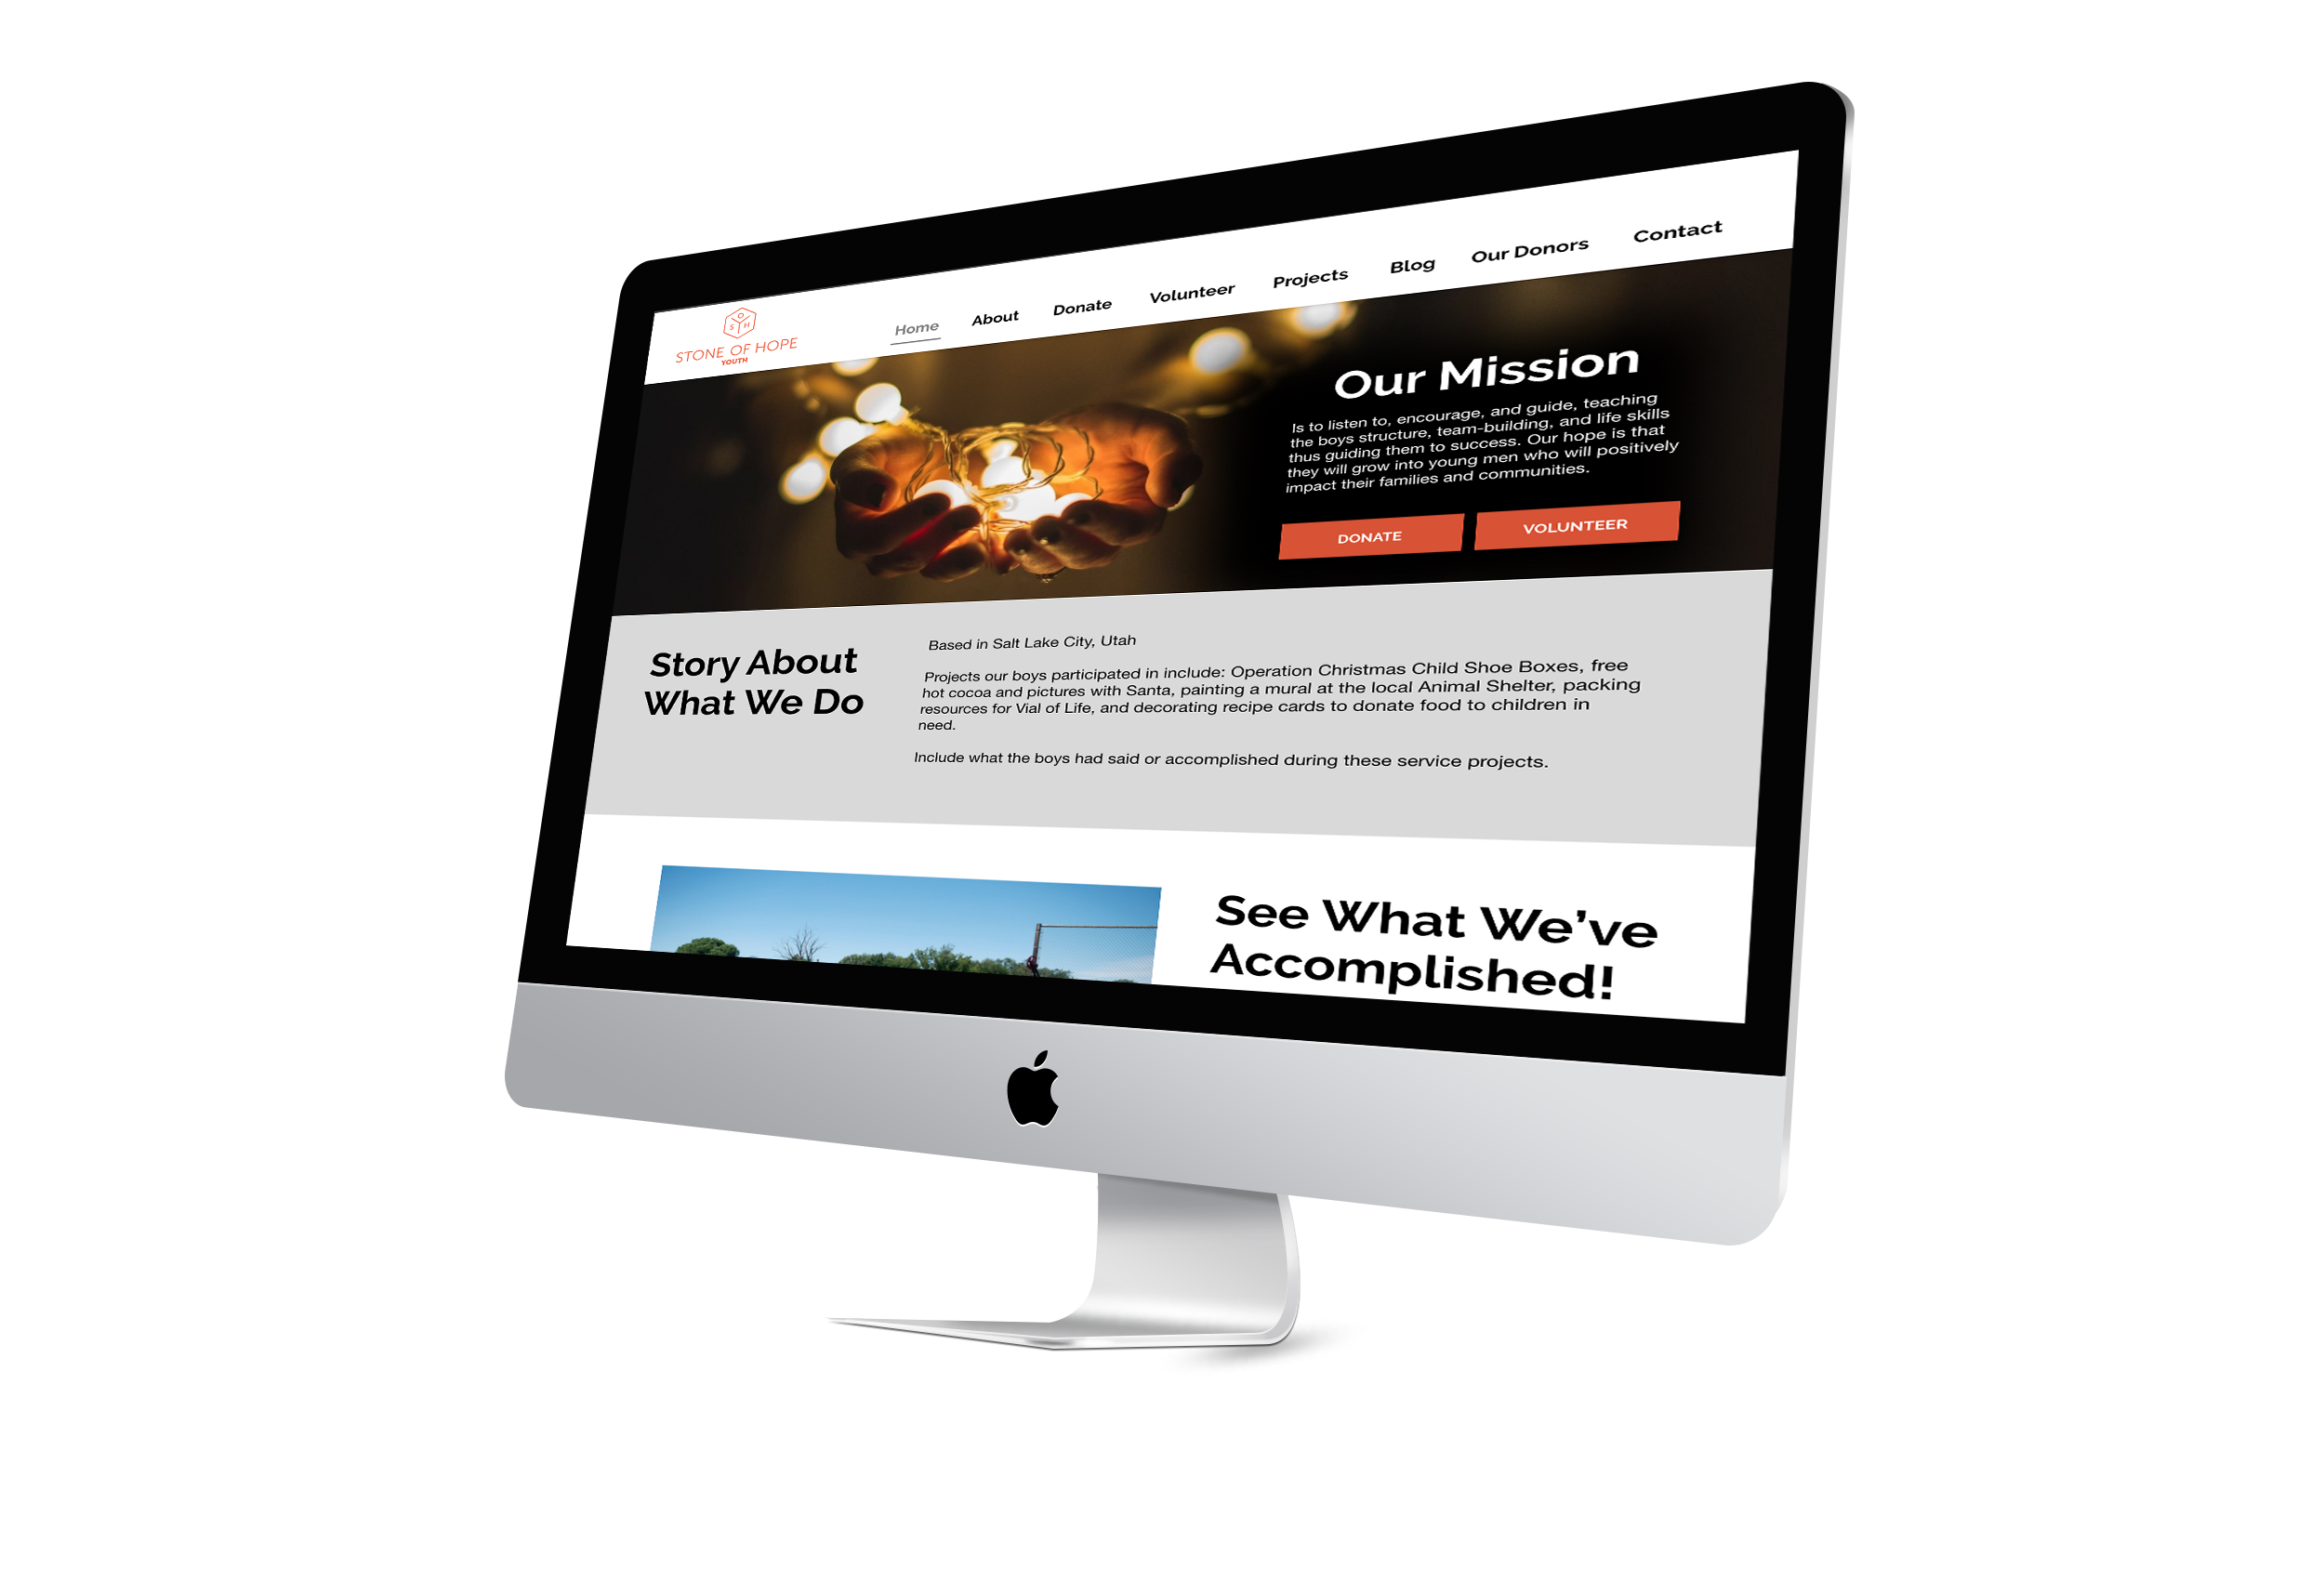 S O H
Y
STONE OF HOPE
YOUTH
Home About Donate Volunteer Projects Blog Our Donors Contact
Our Mission
Is to listen to, encourage, and guide, teaching
the boys structure, team-building, and life skills
thus guiding them to success. Our hope is that
they will grow into young men who will positively
impact their families and communities.
DONATE VOLUNTEER
Story About
What We Do
Based in Salt Lake City, Utah
Projects our boys participated in include: Operation Christmas Child Shoe Boxes, free
hot cocoa and pictures with Santa, painting a mural at the local Animal Shelter, packing
resources for Vial of Life, and decorating recipe cards to donate food to children in
need.
Include what the boys had said or accomplished during these service projects.
See What We’ve
Accomplished!